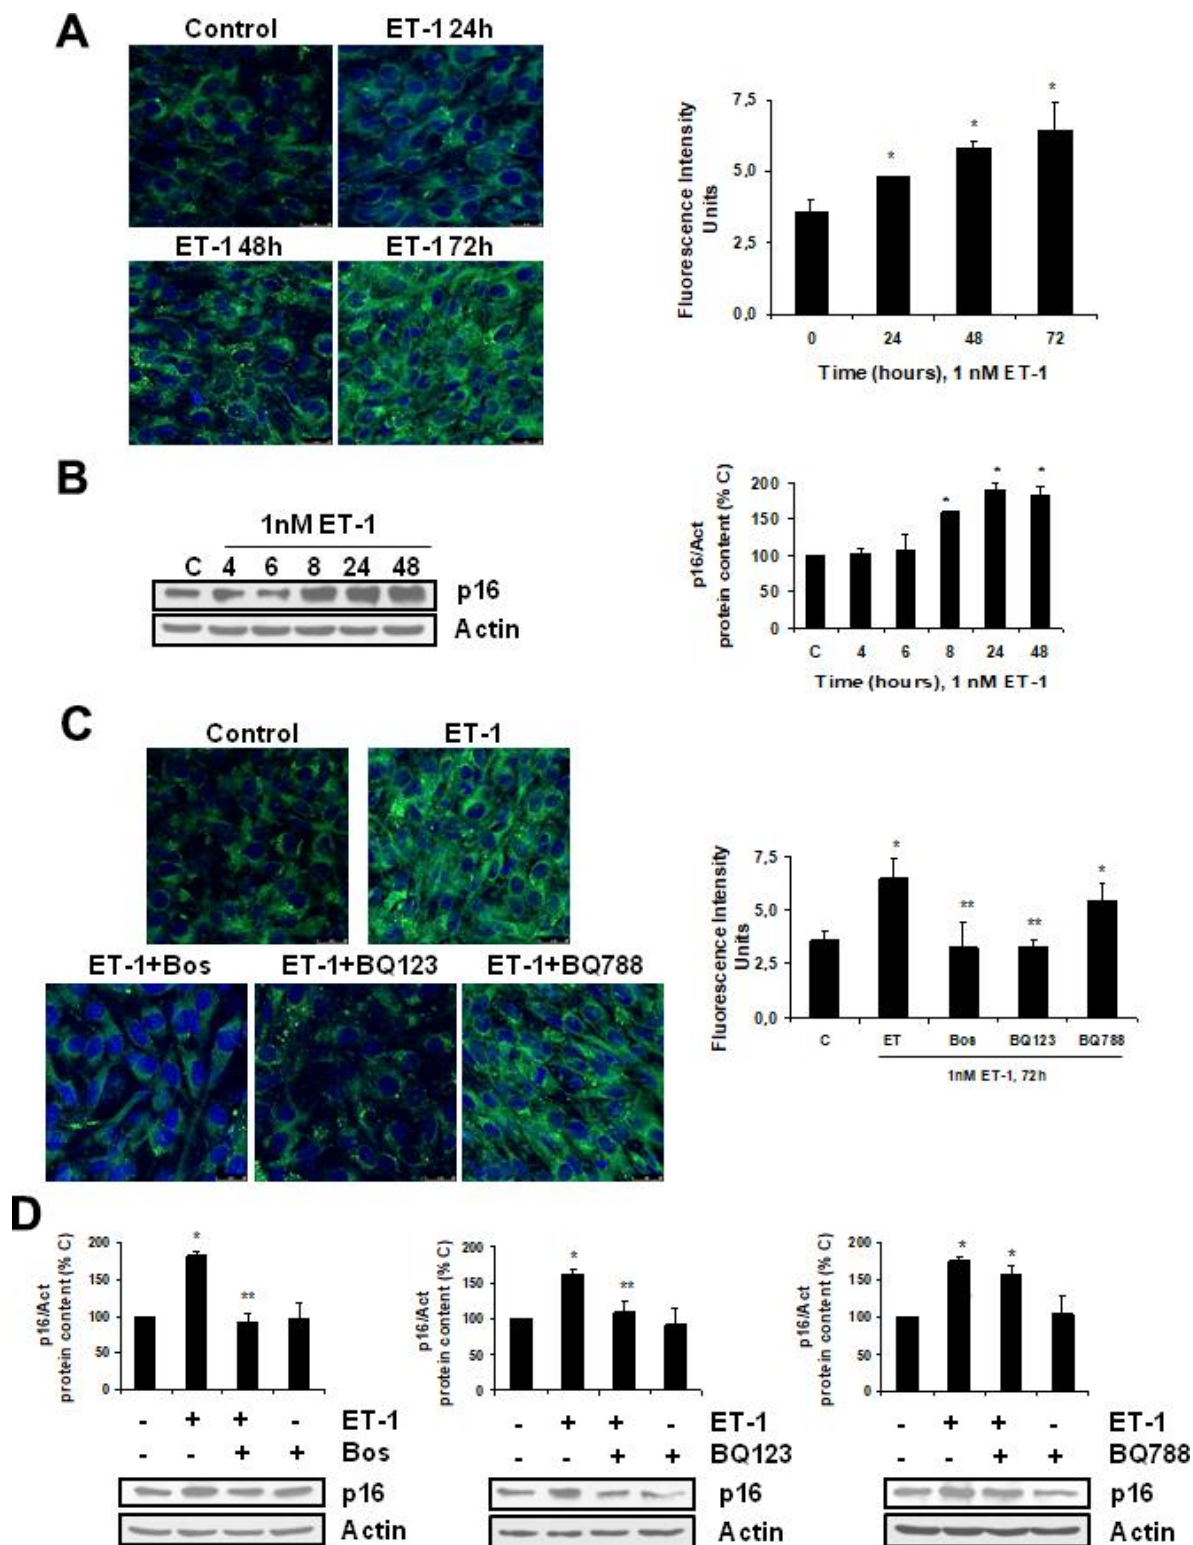 A
Control
ET-1 24h
ET-1 48h
ET-1 72h
Fluorescence Intensity
Units
7,5
5,0
2,5
0,0
*
*
*
0
24
48
72
Time (hours), 1 nM ET-1
B
1nM ET-1
C 4 6 8 24 48
p16
Actin
p16/Act
protein content (% C)
200
150
100
50
0
*
*
*
C 4 6 8 24 48
Time (hours), 1 nM ET-1
C
Control
ET-1
ET-1+Bos
ET-1+BQ123
ET-1+BQ788
Fluorescence Intensity
Units
7,5
5,0
2,5
0,0
*
**
**
*
C ET Bos BQ123 BQ788
1nM ET-1, 72h
D
p16/Act
protein content (% C)
200
150
100
50
0
*
**
- + + - ET-1
- - + + Bos
p16
Actin
p16/Act
protein content (% C)
200
150
100
50
0
*
**
- + + - ET-1
- - + + BQ123
p16
Actin
p16/Act
protein content (% C)
200
150
100
50
0
*
*
- + + - ET-1
- - + + BQ788
p16
Actin